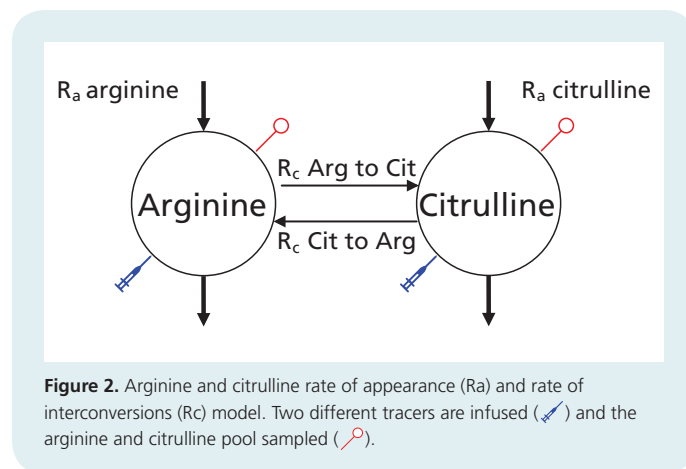 Ra arginine
Ra citrulline
Rc Arg to Cit
Arginine
Citrulline
Rc Cit to Arg
Figure 2. Arginine and citrulline rate of appearance (Ra) and rate of
interconversions (Rc) model. Two different tracers are infused ( ) and the
arginine and citrulline pool sampled ( ).